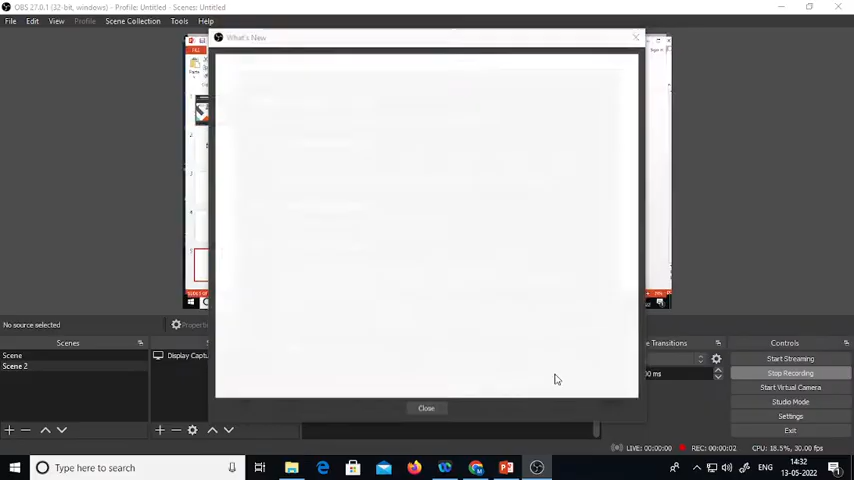 OBS 27.0.1 (32-bit, windows) - Profile: Untitled - Scenes: Untitled
File Edit View Profile Scene Collection Tools Help
What's New
Close
No source selected
Properti
Scenes
Scene
Scene 2
Display Captu
e Transitions
00 ms
Controls
Start Streaming
Stop Recording
Start Virtual Camera
Studio Mode
Settings
Exit
LIVE: 00:00:00 REC: 00:00:02 CPU: 18.5%, 30.00 fps
Type here to search
ENG
14:32
13-05-2022